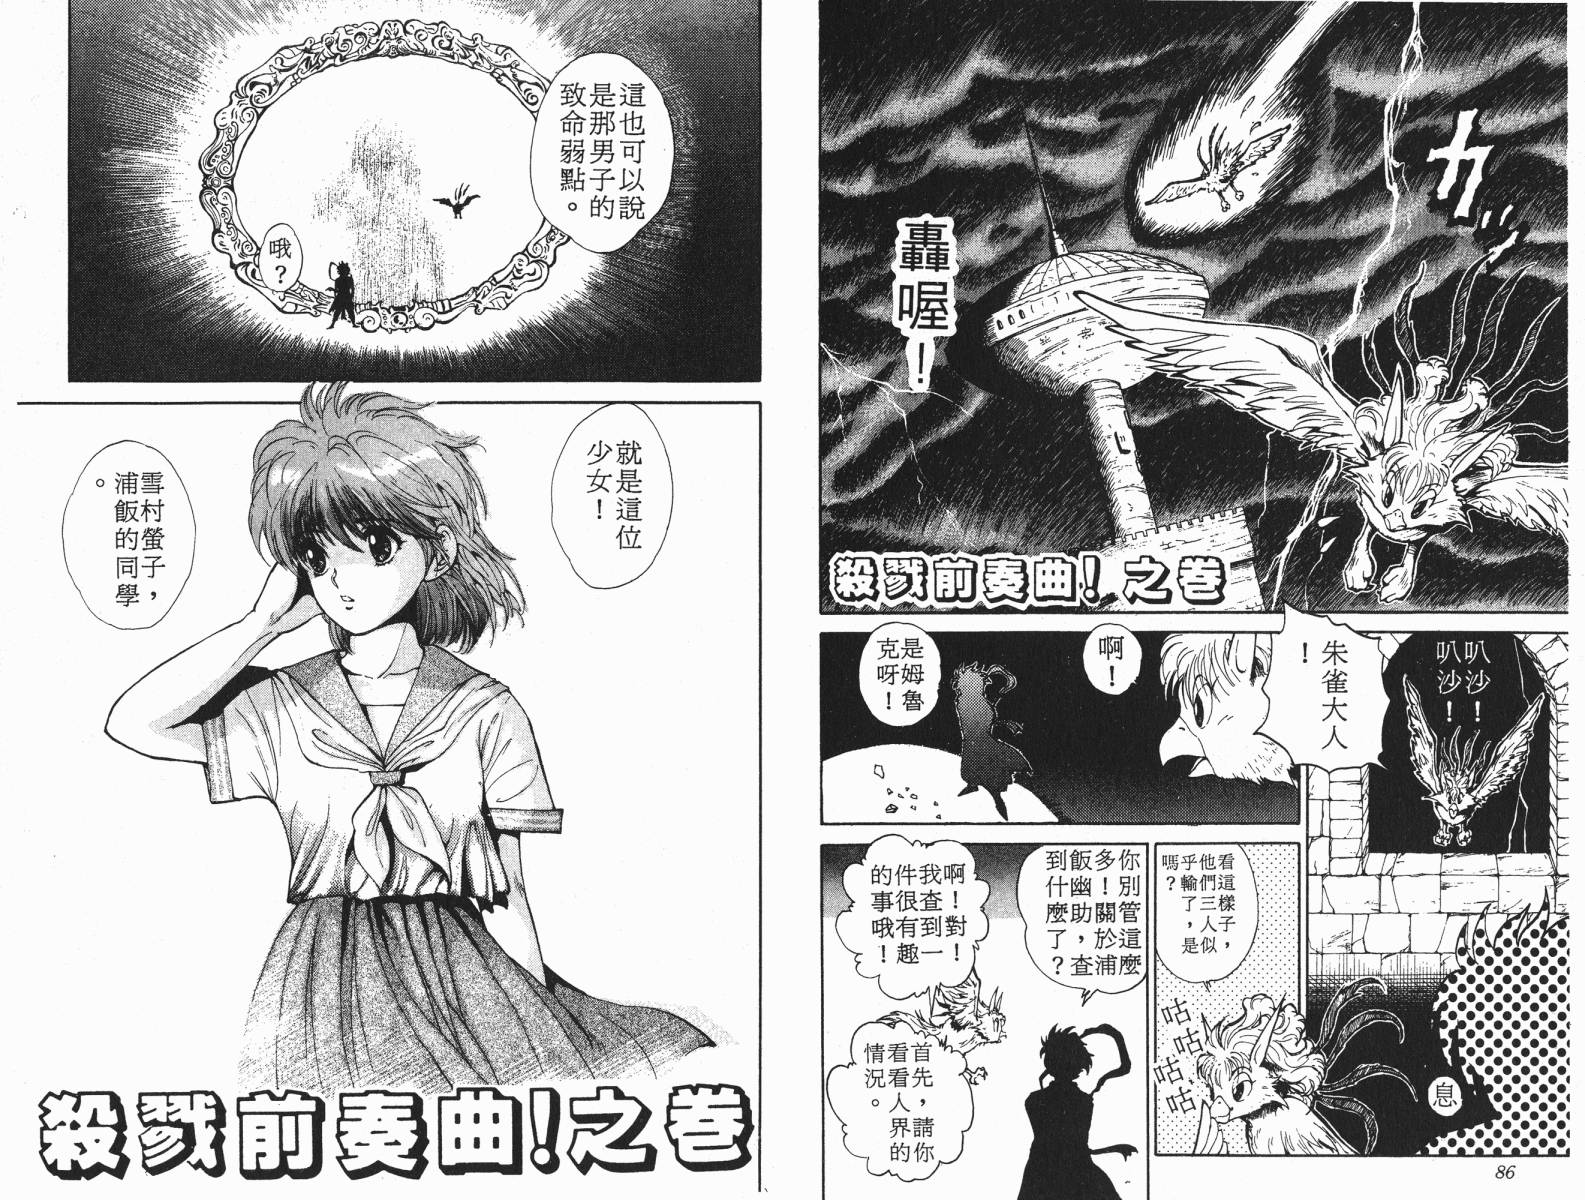 カッ
轟喔！
殺戮前奏曲！之巻
叭沙！
叭沙！
朱雀大人
！
啊！
是姆魯
克呀！
看這樣子，
他們三人似
乎輸了，是
嗎？
咕咕
咕咕
息
你別管這麼
多！關於浦
飯幽助，查
到什麼了？
啊！對！
我查到一
件很有趣
的事哦！
首先，請你
看看人界的
情況。
86
這也可以說
是那男子的
致命弱點。
哦？
就是這位
少女！
雪村螢子，
浦飯的同學
。
殺戮前奏曲！之巻